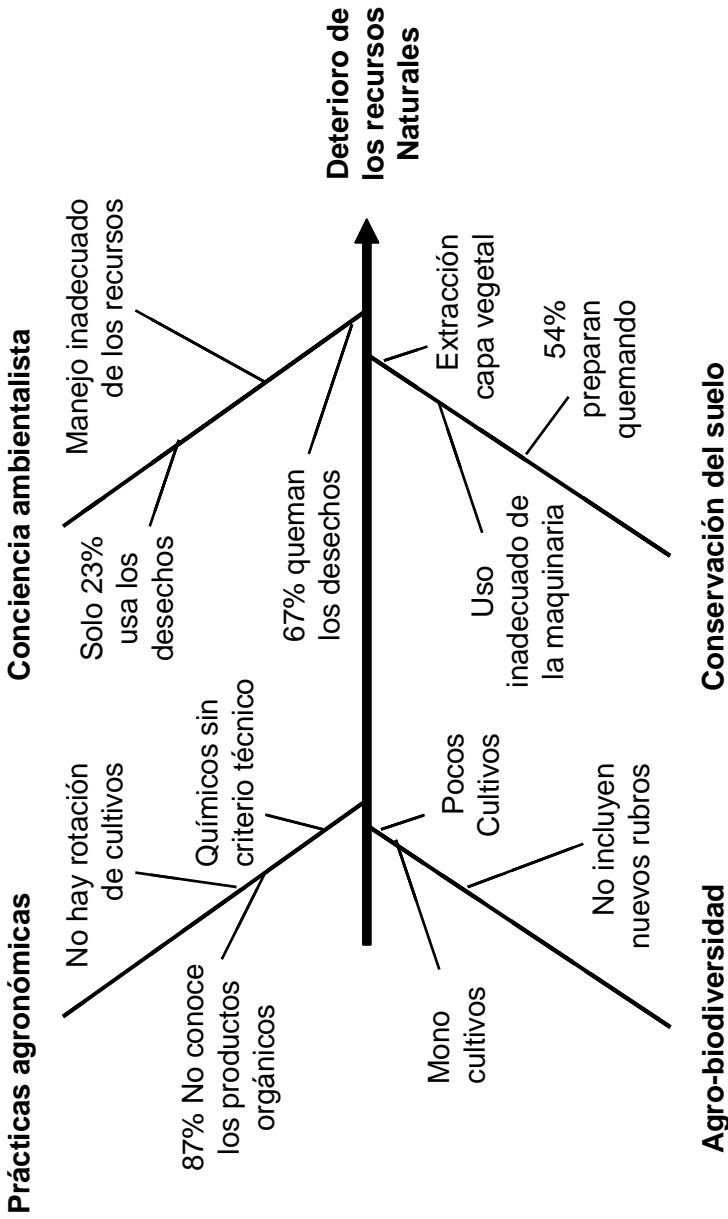 Prácticas agronómicas
No hay rotación
de cultivos
Químicos sin
criterio técnico
87% No conoce
los productos
orgánicos
Conciencia ambientalista
Manejo inadecuado
de los recursos
Solo 23%
usa los
desechos
67% queman
los desechos
Deterioro de
los recursos
Naturales
Mono
cultivos
Pocos
Cultivos
No incluyen
nuevos rubros
Agro-biodiversidad
Extracción
capa vegetal
Uso
inadecuado de
la maquinaria
54%
preparan
quemando
Conservación del suelo